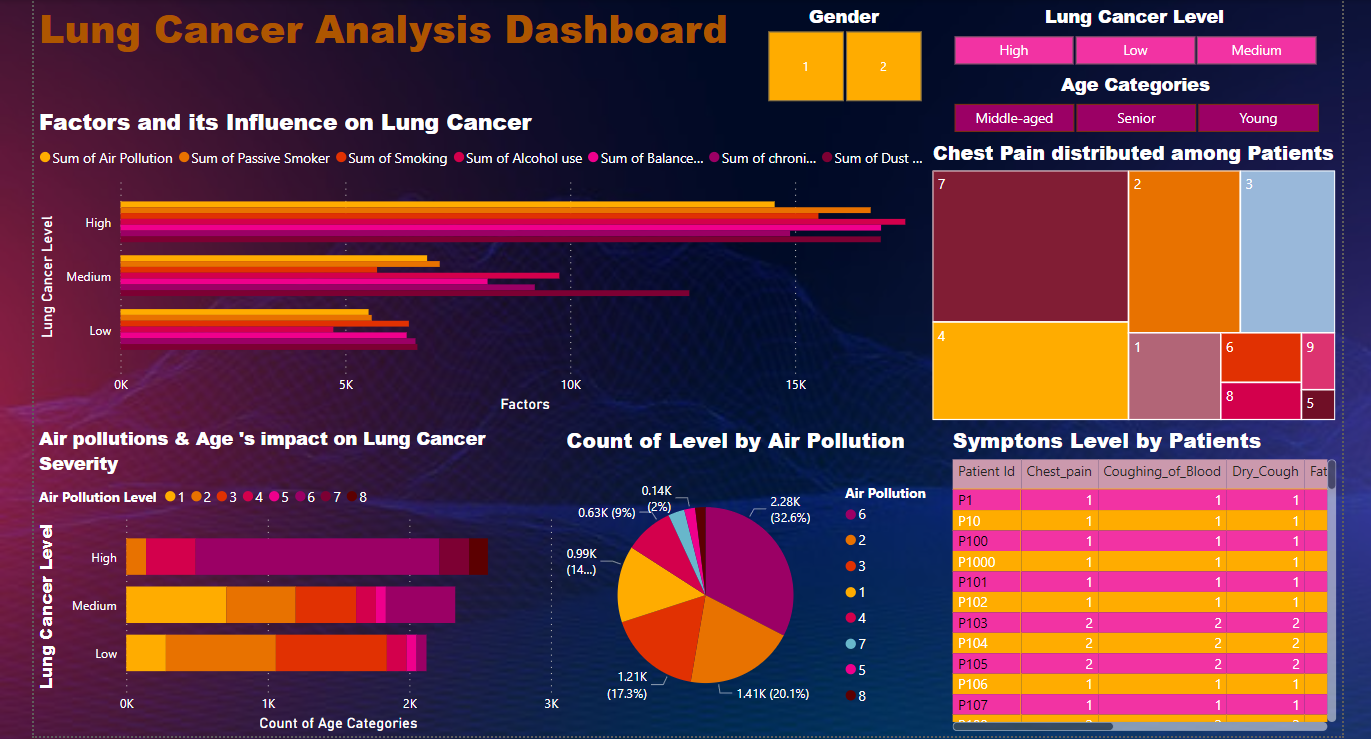 Lung Cancer Analysis Dashboard
Gender
1
2
Lung Cancer Level
High
Low
Medium
Age Categories
Middle-aged
Senior
Young
Factors and its Influence on Lung Cancer
Sum of Air Pollution Sum of Passive Smoker Sum of Smoking Sum of Alcohol use Sum of Balance... Sum of chroni... Sum of Dust ...
Lung Cancer Level
High
Medium
Low
0K 5K 10K 15K
Factors
Chest Pain distributed among Patients
7
2
3
4
1
6
9
8
5
Air pollutions & Age 's impact on Lung Cancer
Severity
Air Pollution Level 1 2 3 4 5 6 7 8
Lung Cancer Level
High
Medium
Low
0K 1K 2K 3K
Count of Age Categories
Count of Level by Air Pollution
0.14K
(2%)
2.28K
(32.6%)
0.63K (9%)
0.99K
(14...)
1.21K
(17.3%)
1.41K (20.1%)
Air Pollution
6
2
3
1
4
7
5
8
Symptons Level by Patients
Patient Id Chest_pain Coughing_of_Blood Dry_Cough Fat
P1 1 1 1
P10 1 1 1
P100 1 1 1
P1000 1 1 1
P101 1 1 1
P102 1 1 1
P103 2 2 2
P104 2 2 2
P105 2 2 2
P106 1 1 1
P107 1 1 1